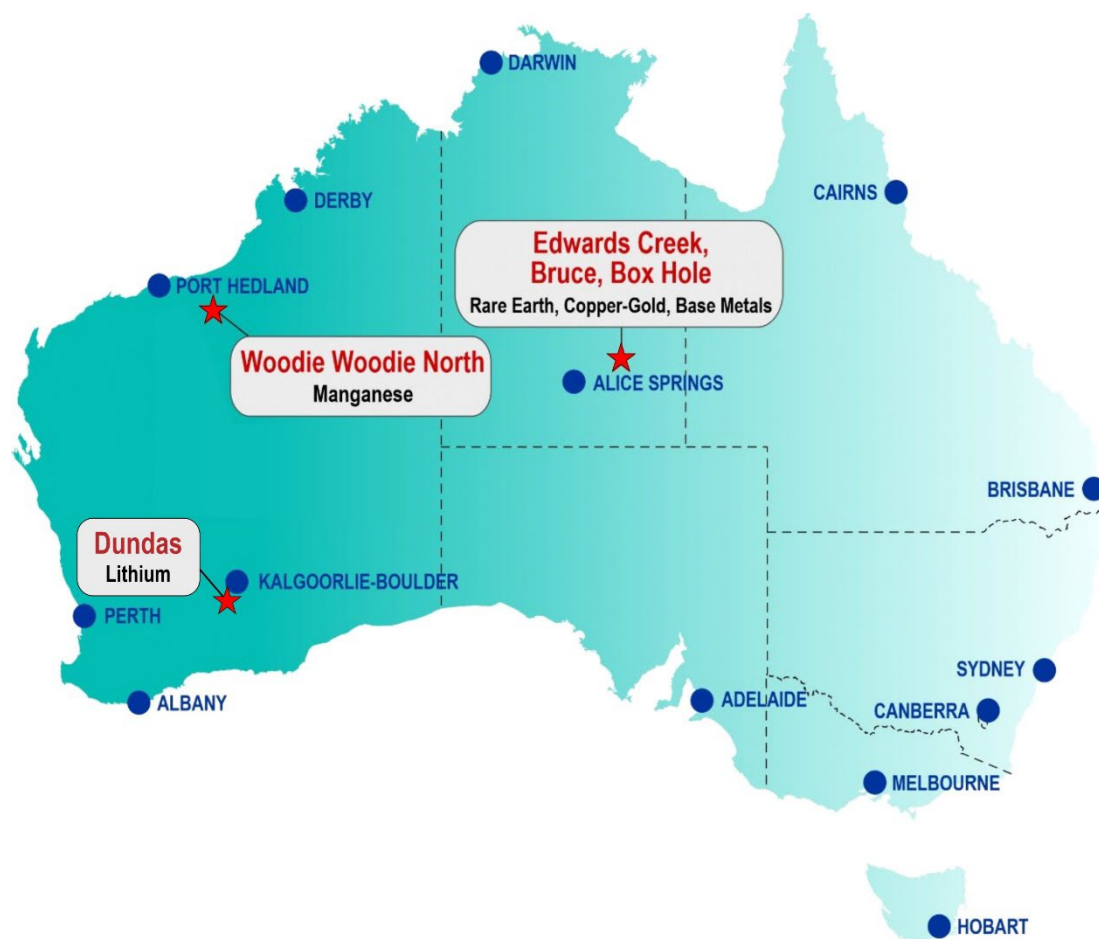 DARWIN
DERBY
CAIRNS
Edwards Creek,
Bruce, Box Hole
Rare Earth, Copper-Gold, Base Metals
PORT HEDLAND
Woodie Woodie North
Manganese
ALICE SPRINGS
BRISBANE
Dundas
Lithium
KALGOORLIE-BOULDER
PERTH
SYDNEY
ALBANY
ADELAIDE
CANBERRA
MELBOURNE
HOBART